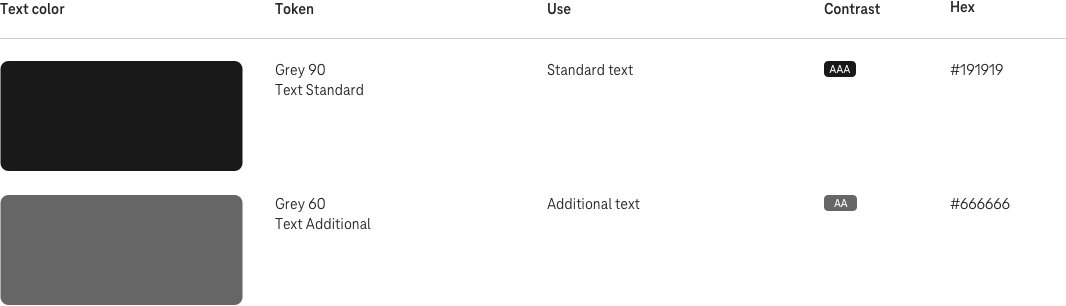 Text color Token Use Contrast Hex
Grey 90 Standard text AAA #191919
Text Standard
Grey 60 Additional text AA #666666
Text Additional